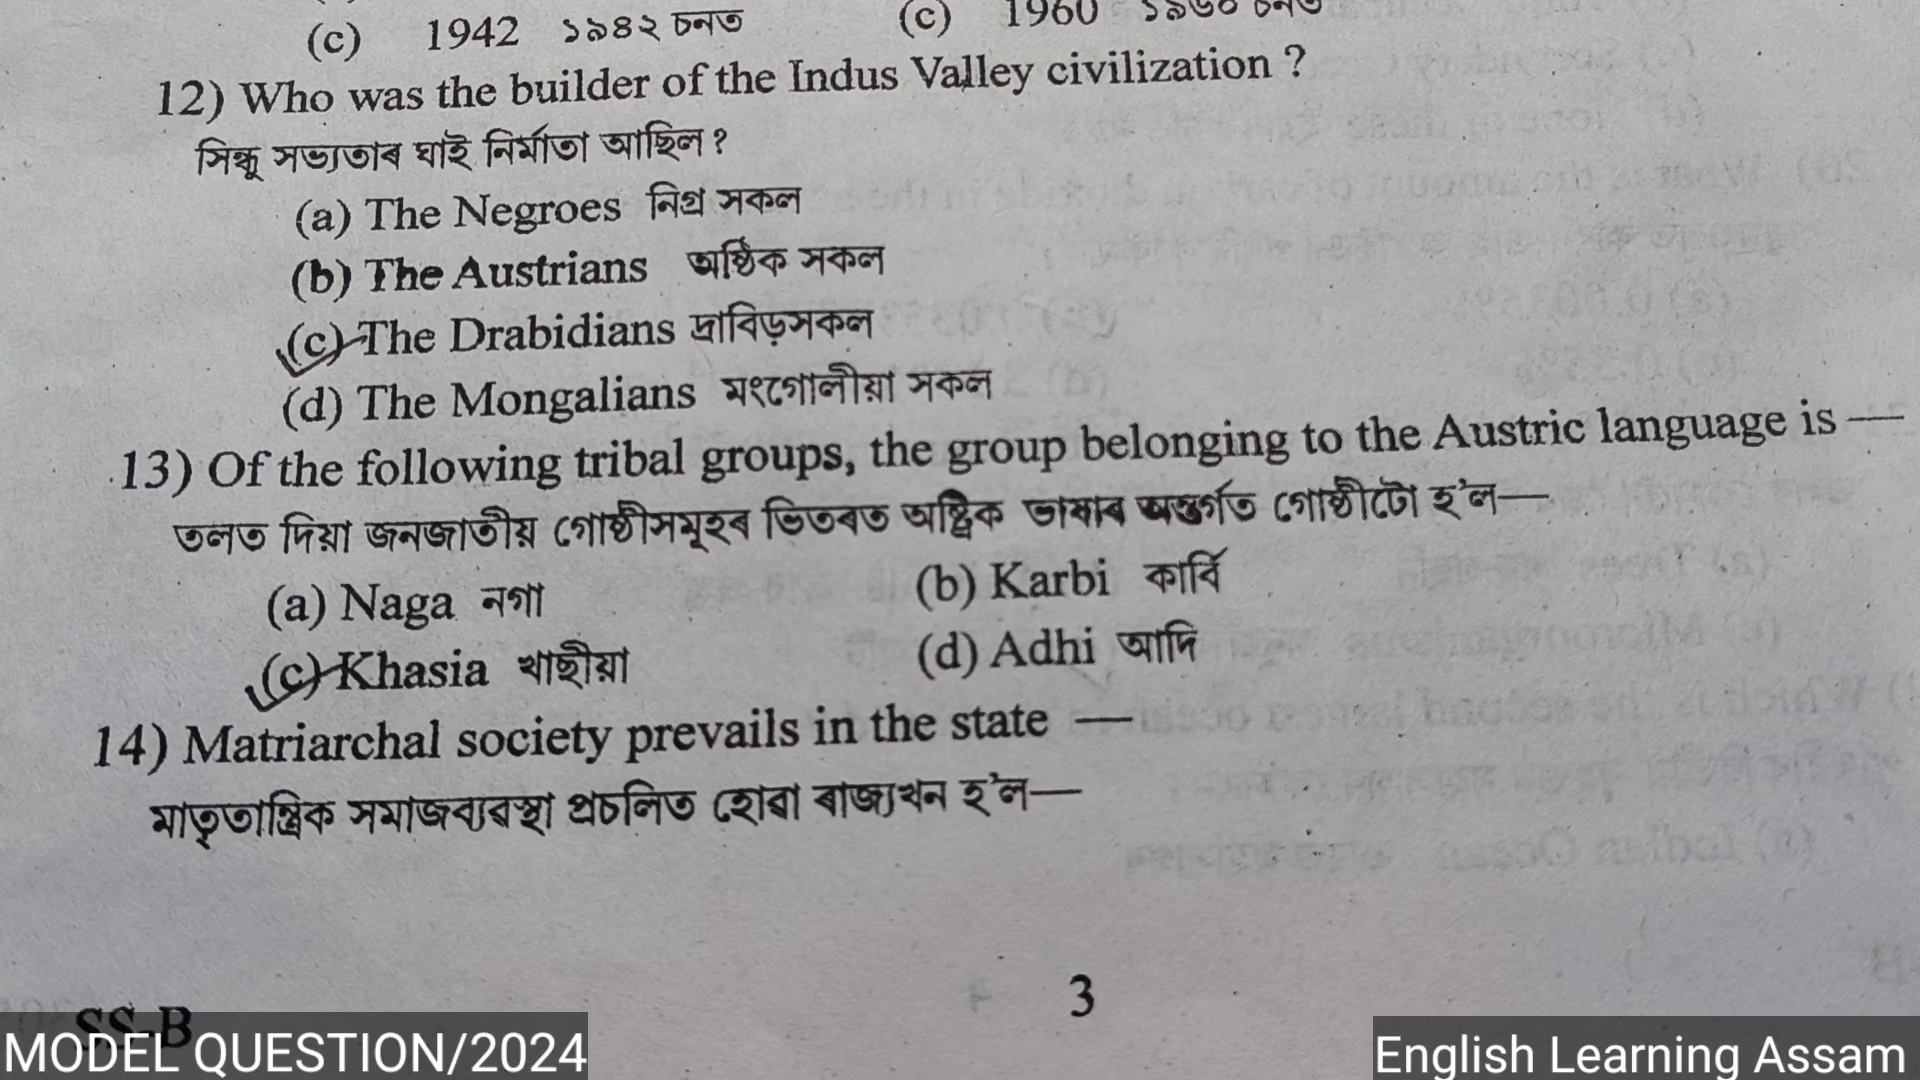 (c) 1942 ১৯৪২ চনত (c) 1960 ১৯৬০ চনত
12) Who was the builder of the Indus Valley civilization ?
সিন্ধু সভ্যতাৰ ঘাই নিৰ্মাতা আছিল ?
(a) The Negroes নিগ্ৰ সকল
(b) The Austrians অষ্ঠিক সকল
(c) The Drabidians দ্ৰাবিড়সকল
(d) The Mongalians মংগোলীয়া সকল
13) Of the following tribal groups, the group belonging to the Austric language is —
তলত দিয়া জনজাতীয় গোষ্ঠীসমূহৰ ভিতৰত অষ্ট্ৰিক ভাষাৰ অন্তৰ্গত গোষ্ঠীটো হ'ল—
(a) Naga নগা (b) Karbi কাৰ্বি
(c) Khasia খাছীয়া (d) Adhi আদি
14) Matriarchal society prevails in the state —
মাতৃতান্ত্ৰিক সমাজব্যৱস্থা প্ৰচলিত হোৱা ৰাজ্যখন হ'ল—
3
SS-B
MODEL QUESTION/2024
English Learning Assam